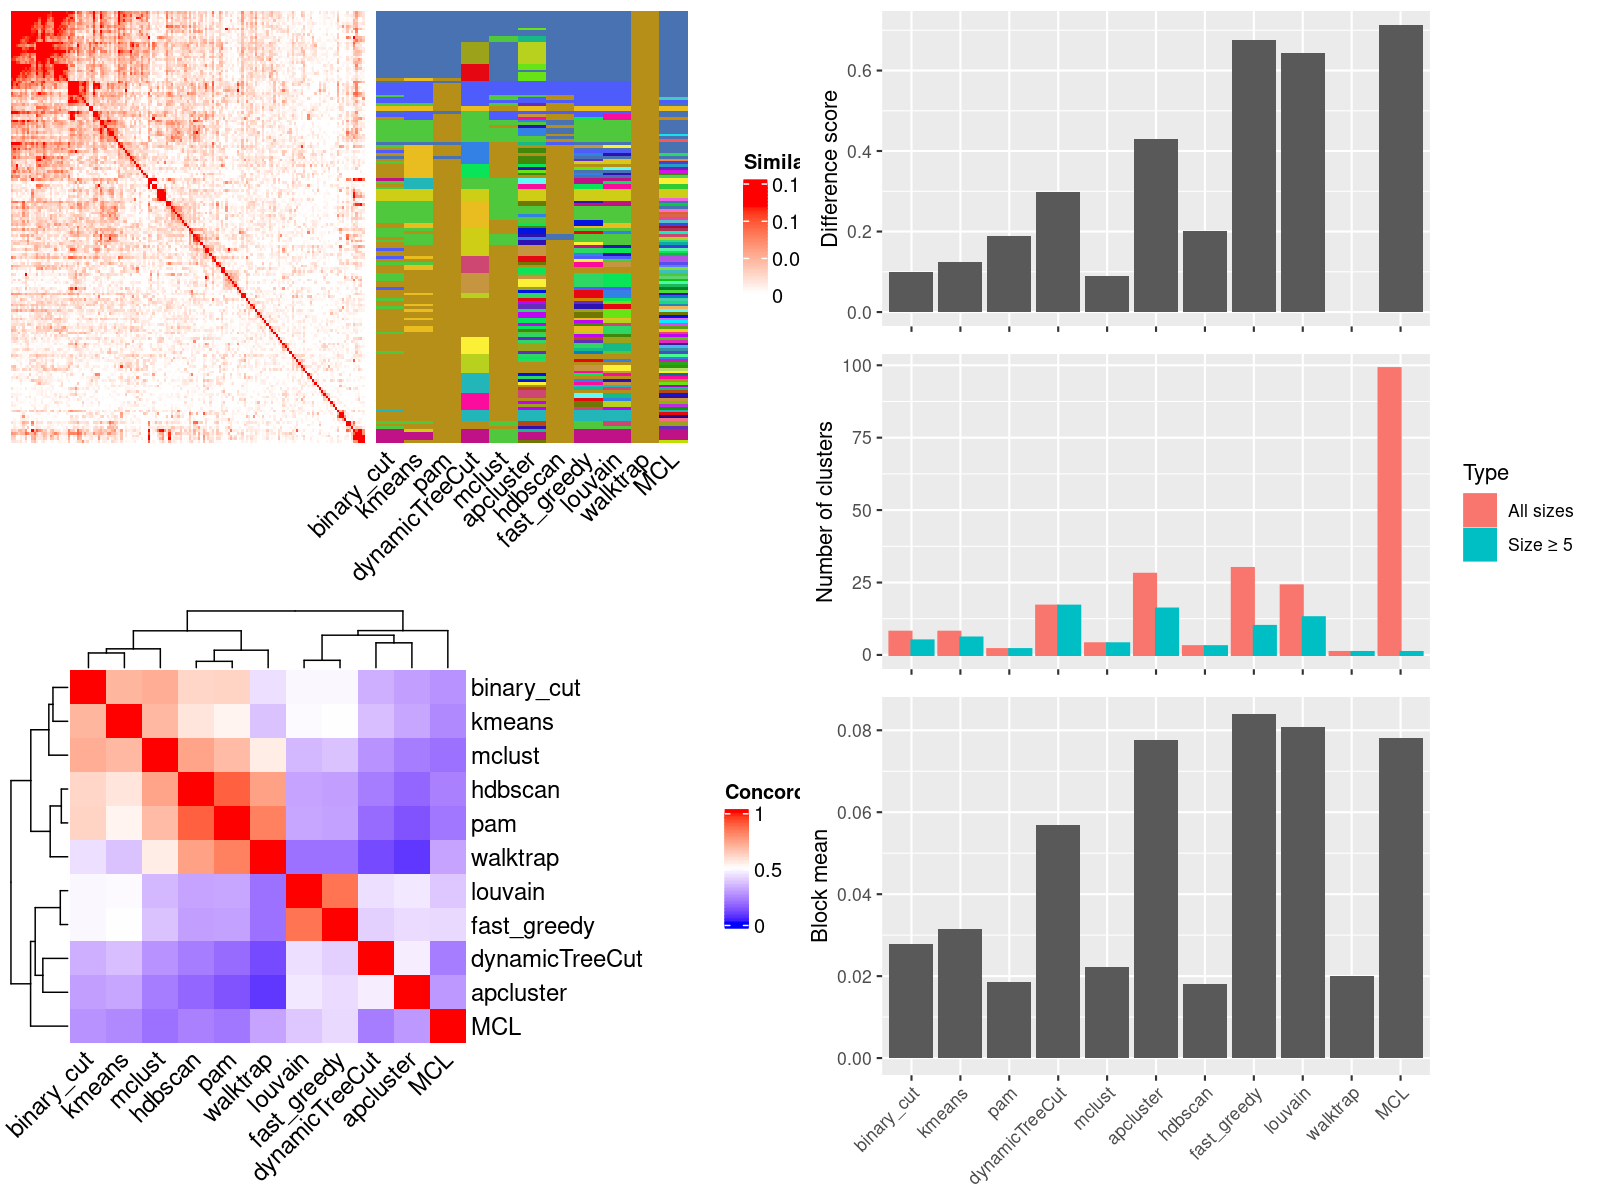 Simila
0.1
0.1
0.0
0
binary_cut
kmeans
pam
dynamicTreeCut
mclust
apcluster
hdbscan
fast_greedy
louvain
walktrap
MCL
binary_cut
kmeans
mclust
hdbscan
pam
walktrap
louvain
fast_greedy
dynamicTreeCut
apcluster
MCL
binary_cut
kmeans
mclust
hdbscan
pam
walktrap
louvain
fast_greedy
dynamicTreeCut
apcluster
MCL
Concord
1
0.5
0
Difference score
0.6
0.4
0.2
0.0
Number of clusters
100
75
50
25
0
Type
All sizes
Size ≥ 5
Block mean
0.08
0.06
0.04
0.02
0.00
binary_cut
kmeans
pam
dynamicTreeCut
mclust
apcluster
hdbscan
fast_greedy
louvain
walktrap
MCL